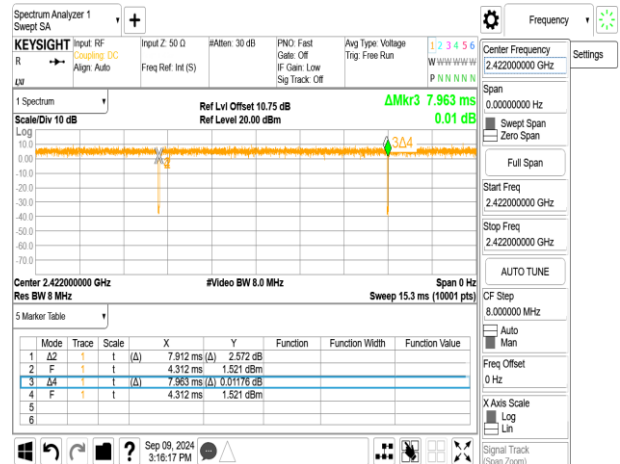 Spectrum Analyzer 1
Swept SA
Frequency
KEYSIGHT
R
Input: RF
Coupling: DC
Align: Auto
Input Z: 50 Ω
Freq Ref: Int (S)
#Atten: 30 dB
PNO: Fast
Gate: Off
IF Gain: Low
Sig Track: Off
Avg Type: Voltage
Trig: Free Run
1 2 3 4 5 6
W W W W W W
P N N N N N
1 Spectrum
Scale/Div 10 dB
Log
Ref Lvl Offset 10.75 dB
Ref Level 20.00 dBm
ΔMkr3 7.963 ms
0.01 dB
10.0
0.00
-10.0
-20.0
-30.0
-40.0
-50.0
-60.0
-70.0
3Δ4
Center 2.422000000 GHz
Res BW 8 MHz
#Video BW 8.0 MHz
Span 0 Hz
Sweep 15.3 ms (10001 pts)
5 Marker Table
Mode Trace Scale X Y Function Function Width Function Value
1 Δ2 1 t (Δ) 7.912 ms (Δ) 2.572 dB
2 F 1 t 4.312 ms 1.521 dBm
3 Δ4 1 t (Δ) 7.963 ms (Δ) 0.01176 dB
4 F 1 t 4.312 ms 1.521 dBm
5
6
Sep 09, 2024
3:16:17 PM
Center Frequency
2.422000000 GHz
Settings
Span
0.00000000 Hz
Swept Span
Zero Span
Full Span
Start Freq
2.422000000 GHz
Stop Freq
2.422000000 GHz
AUTO TUNE
CF Step
8.000000 MHz
Auto
Man
Freq Offset
0 Hz
X Axis Scale
Log
Lin
Signal Track
(Span Zoom)